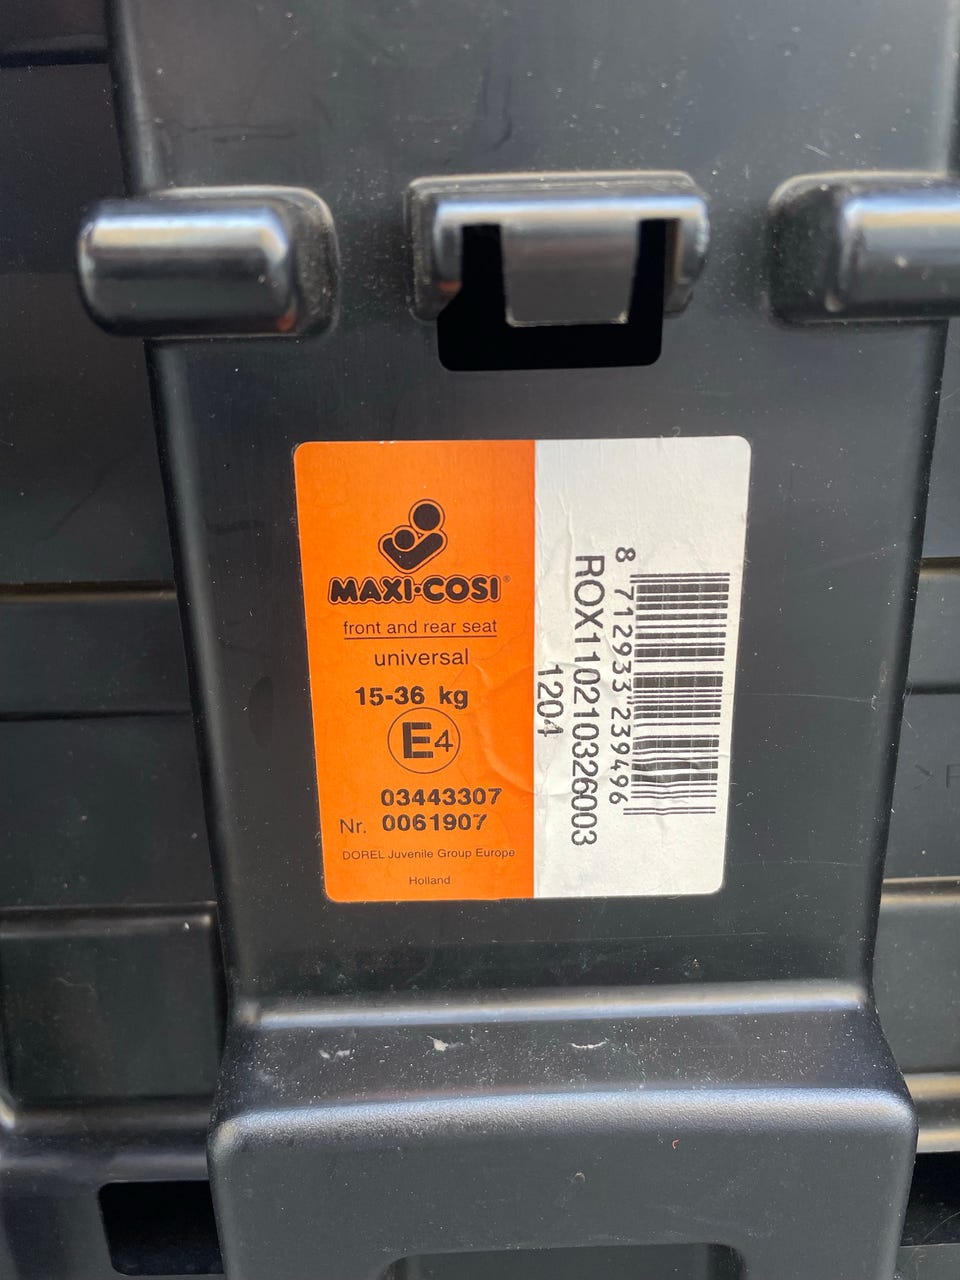 MAXI·COSI®
front and rear seat
universal
15-36 kg
E4
03443307
Nr. 0061907
DOREL Juvenile Group Europe
Holland
8 712933 239496
ROX110210326003
1204